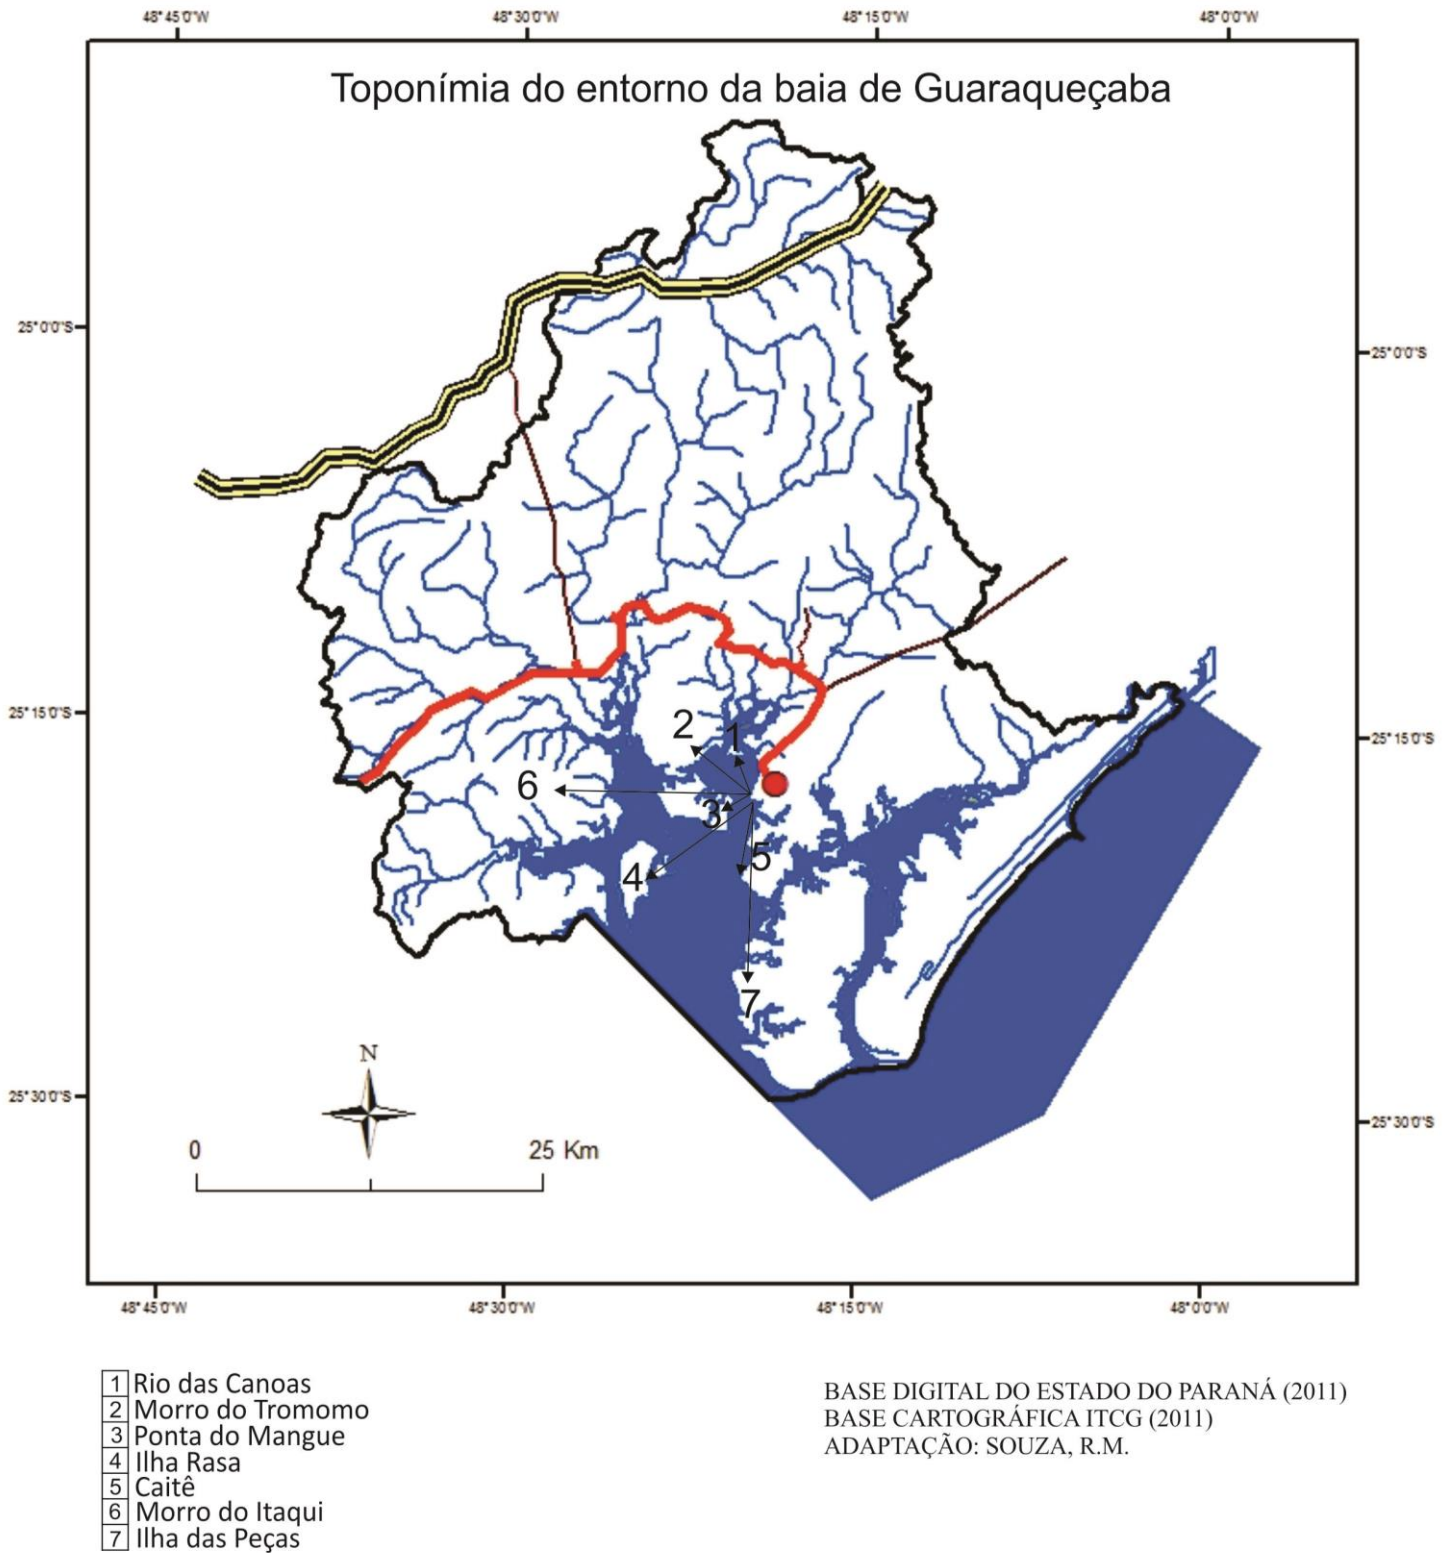 48°45'0"W 48°30'0"W 48°15'0"W 48°0'0"W
Toponímia do entorno da baia de Guaraqueçaba
25°0'0"S
25°0'0"S
25°15'0"S
25°15'0"S
2
1
6
3
5
4
7
N
25°30'0"S
25°30'0"S
0 25 Km
48°45'0"W 48°30'0"W 48°15'0"W 48°0'0"W
1 Rio das Canoas
2 Morro do Tromomo
3 Ponta do Mangue
4 Ilha Rasa
5 Caitê
6 Morro do Itaqui
7 Ilha das Peças
BASE DIGITAL DO ESTADO DO PARANÁ (2011)
BASE CARTOGRÁFICA ITCG (2011)
ADAPTAÇÃO: SOUZA, R.M.